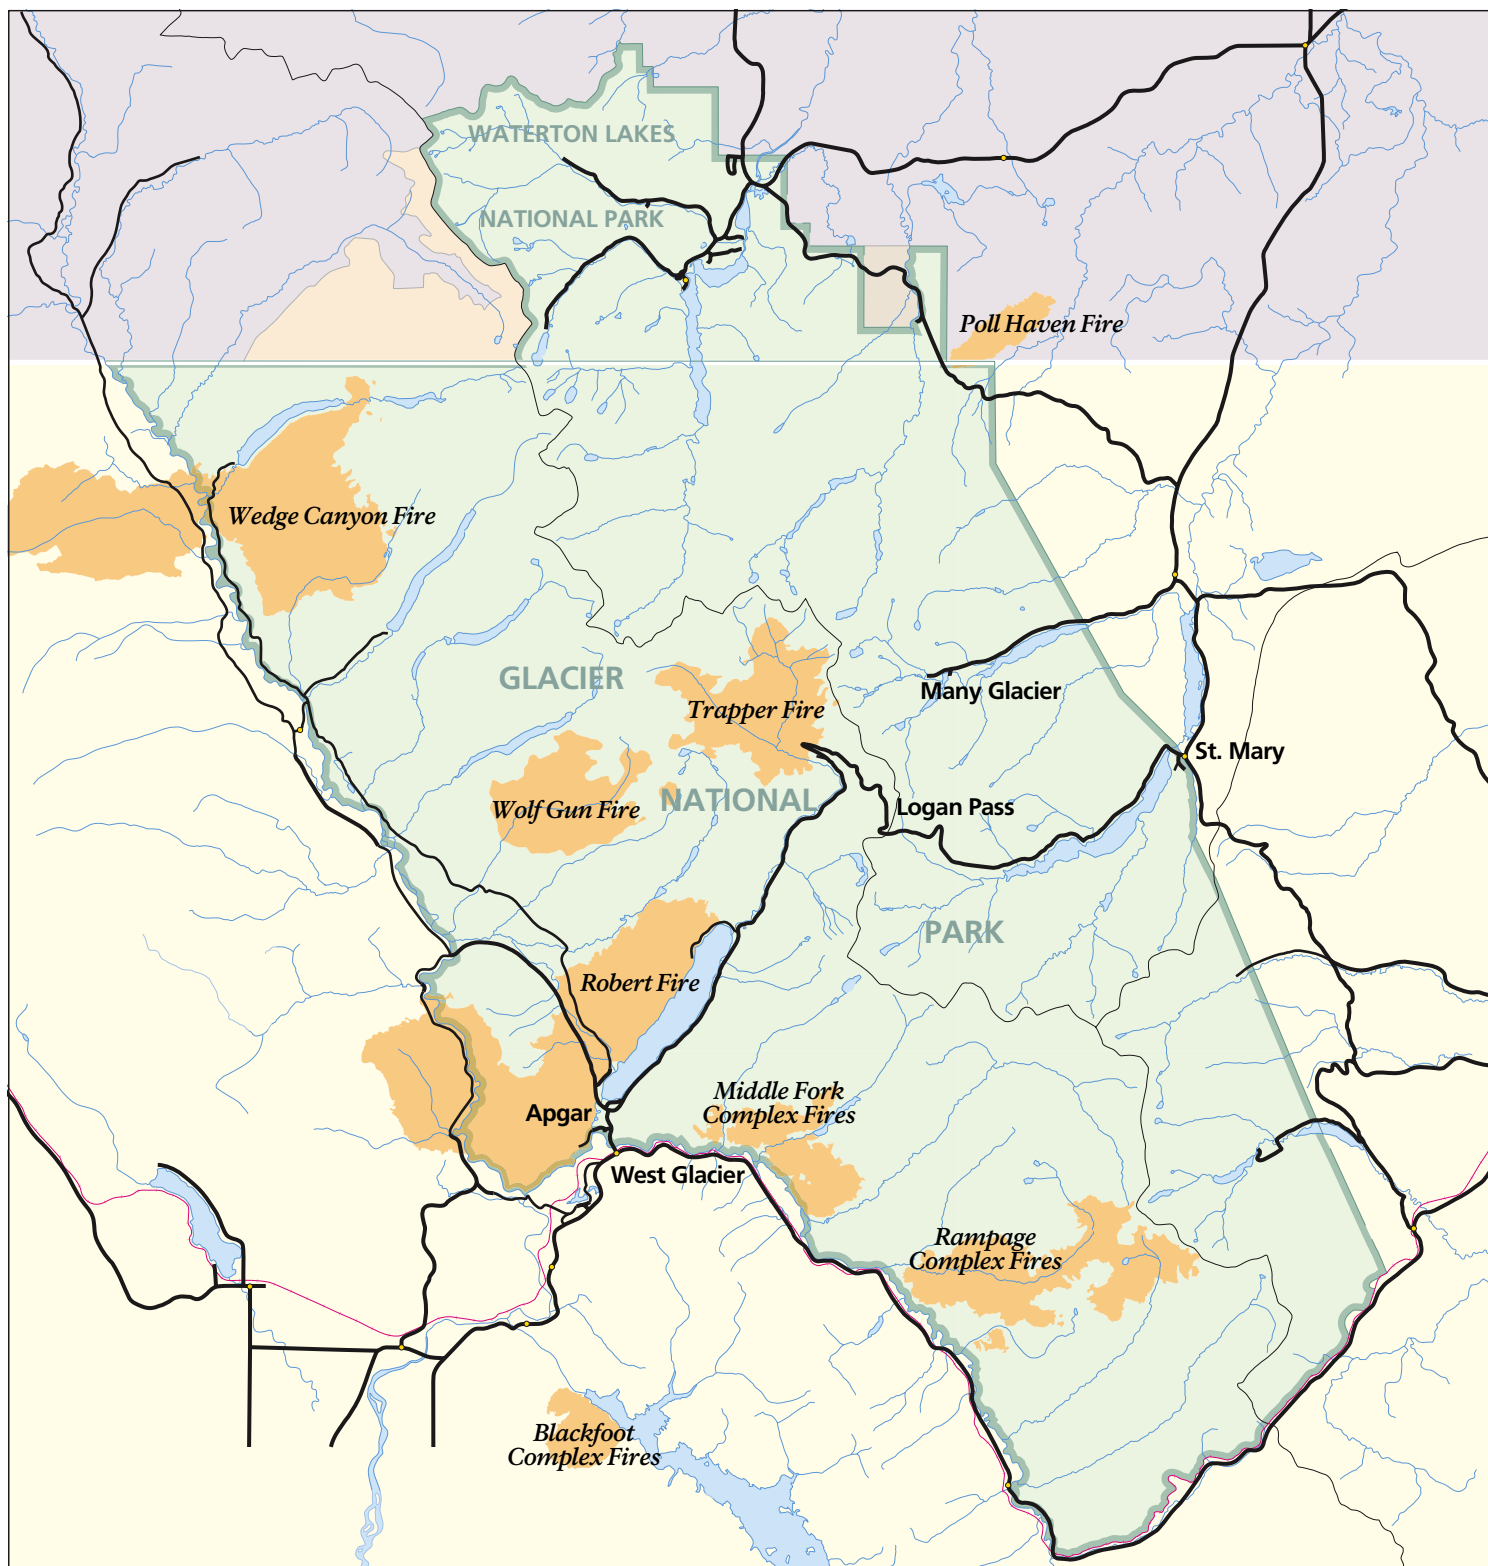 WATERTON LAKES
NATIONAL PARK
Poll Haven Fire
Wedge Canyon Fire
GLACIER
Many Glacier
Trapper Fire
St. Mary
NATIONAL
Wolf Gun Fire
Logan Pass
PARK
Robert Fire
Middle Fork
Complex Fires
Apgar
West Glacier
Rampage
Complex Fires
Blackfoot
Complex Fires